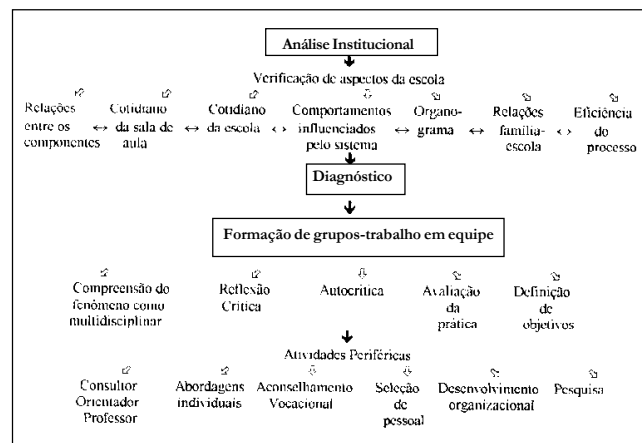 Análise Institucional
Verificação de aspectos da escola
Relações entre os componentes
Cotidiano da sala de aula
Cotidiano da escola
Comportamentos influenciados pelo sistema
Organo-grama
Relações família-escola
Eficiência do processo
Diagnóstico
Formação de grupos-trabalho em equipe
Compreensão do fenômeno como multidisciplinar
Reflexão Crítica
Autocrítica
Avaliação da prática
Definição de objetivos
Atividades Periféricas
Consultor Orientador Professor
Abordagens individuais
Aconselhamento Vocacional
Seleção de pessoal
Desenvolvimento organizacional
Pesquisa